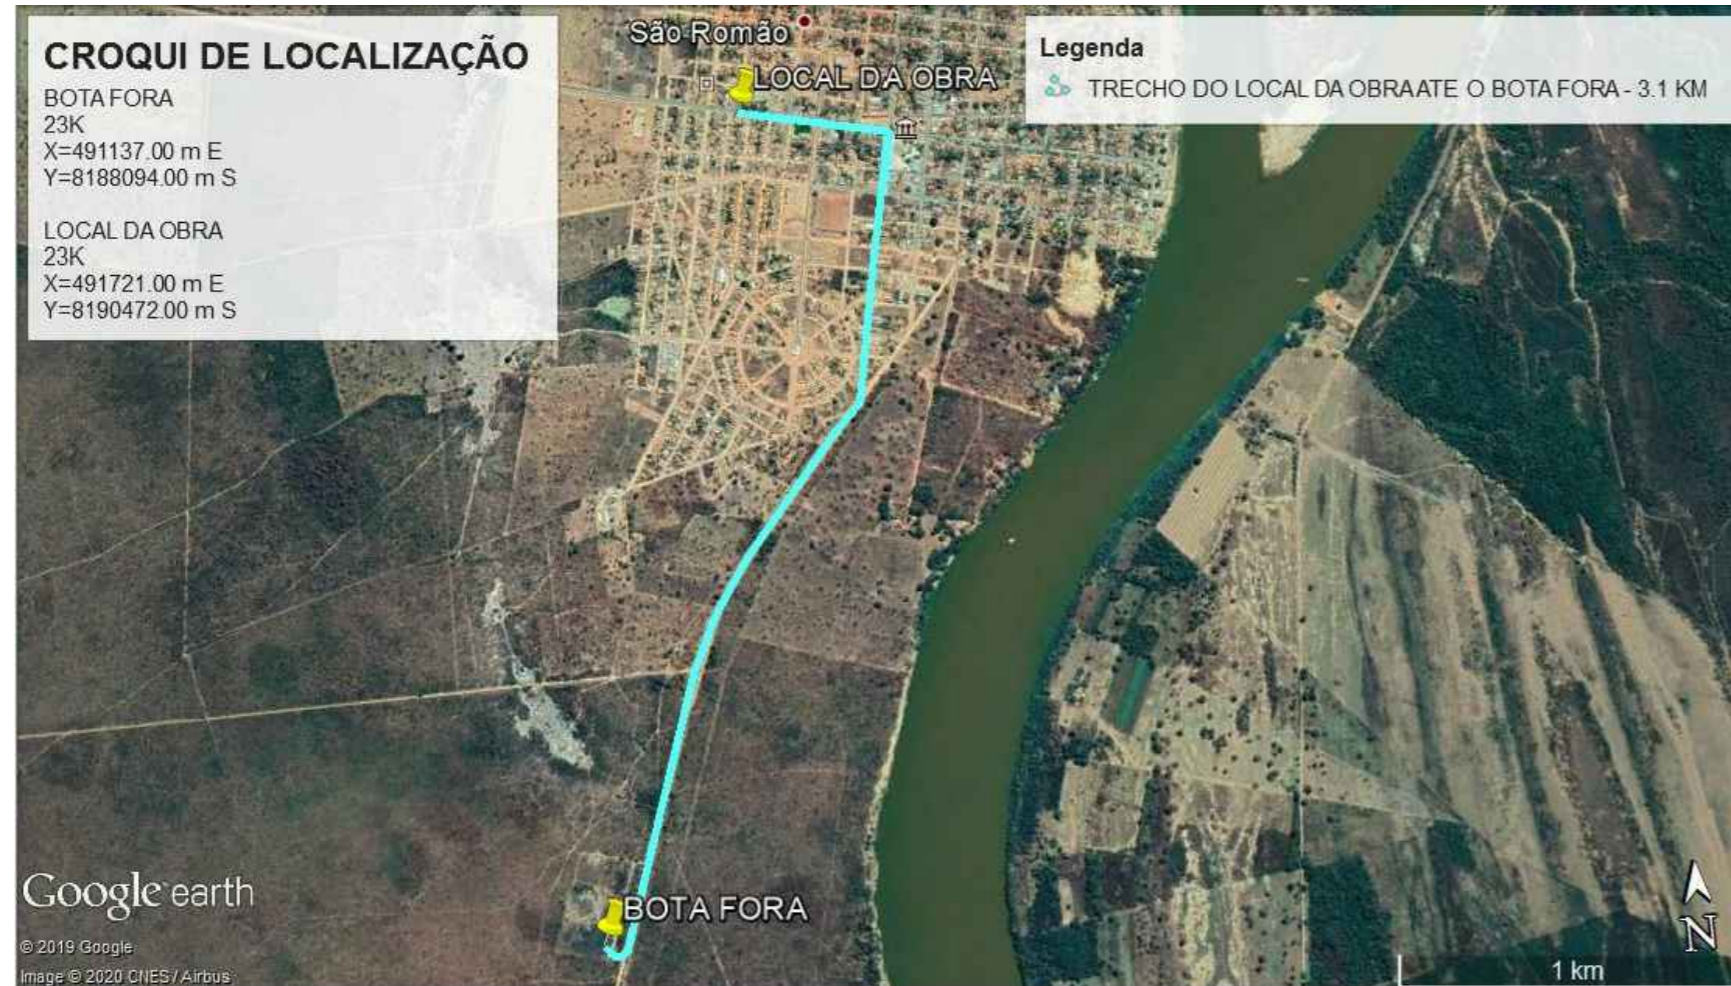 CROQUI DE LOCALIZAÇÃO
BOTA FORA
23K
X=491137.00 m E
Y=8188094.00 m S
LOCAL DA OBRA
23K
X=491721.00 m E
Y=8190472.00 m S
São Romão
LOCAL DA OBRA
Legenda
TRECHO DO LOCAL DA OBRA ATE O BOTA FORA - 3.1 KM
BOTA FORA
Google earth
© 2019 Google
Image © 2020 CNES / Airbus
N
1 km